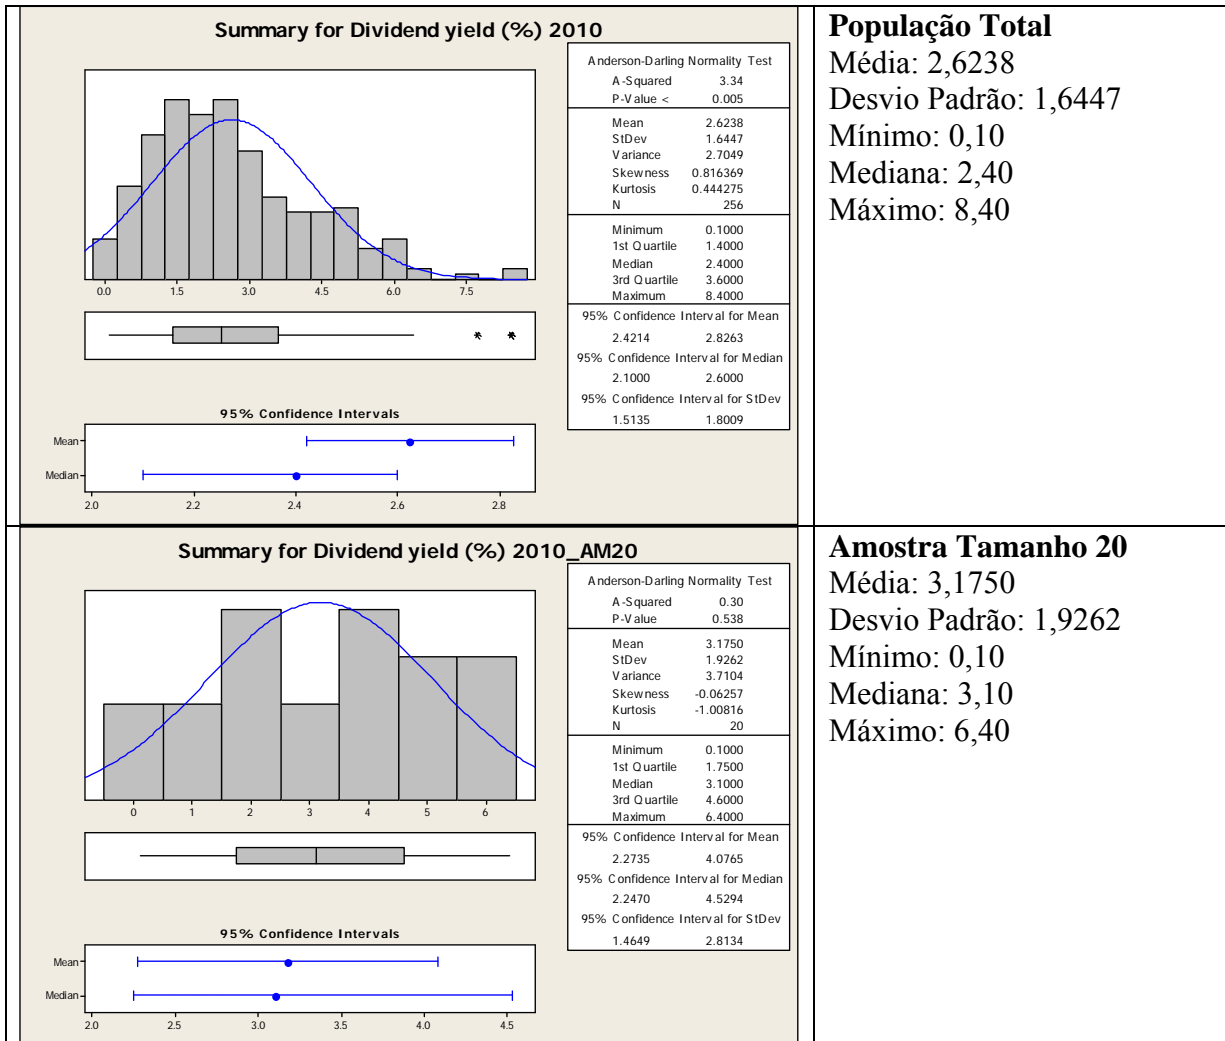 Summary for Dividend yield (%) 2010
0.0 1.5 3.0 4.5 6.0 7.5
95% Confidence Intervals
Mean
Median
2.0 2.2 2.4 2.6 2.8
Anderson-Darling Normality Test
A-Squared 3.34
P-Value < 0.005
Mean 2.6238
StDev 1.6447
Variance 2.7049
Skewness 0.816369
Kurtosis 0.444275
N 256
Minimum 0.1000
1st Quartile 1.4000
Median 2.4000
3rd Quartile 3.6000
Maximum 8.4000
95% Confidence Interval for Mean
2.4214 2.8263
95% Confidence Interval for Median
2.1000 2.6000
95% Confidence Interval for StDev
1.5135 1.8009
População Total
Média: 2,6238
Desvio Padrão: 1,6447
Mínimo: 0,10
Mediana: 2,40
Máximo: 8,40
Summary for Dividend yield (%) 2010_AM20
0 1 2 3 4 5 6
95% Confidence Intervals
Mean
Median
2.0 2.5 3.0 3.5 4.0 4.5
Anderson-Darling Normality Test
A-Squared 0.30
P-Value 0.538
Mean 3.1750
StDev 1.9262
Variance 3.7104
Skewness -0.06257
Kurtosis -1.00816
N 20
Minimum 0.1000
1st Quartile 1.7500
Median 3.1000
3rd Quartile 4.6000
Maximum 6.4000
95% Confidence Interval for Mean
2.2735 4.0765
95% Confidence Interval for Median
2.2470 4.5294
95% Confidence Interval for StDev
1.4649 2.8134
Amostra Tamanho 20
Média: 3,1750
Desvio Padrão: 1,9262
Mínimo: 0,10
Mediana: 3,10
Máximo: 6,40